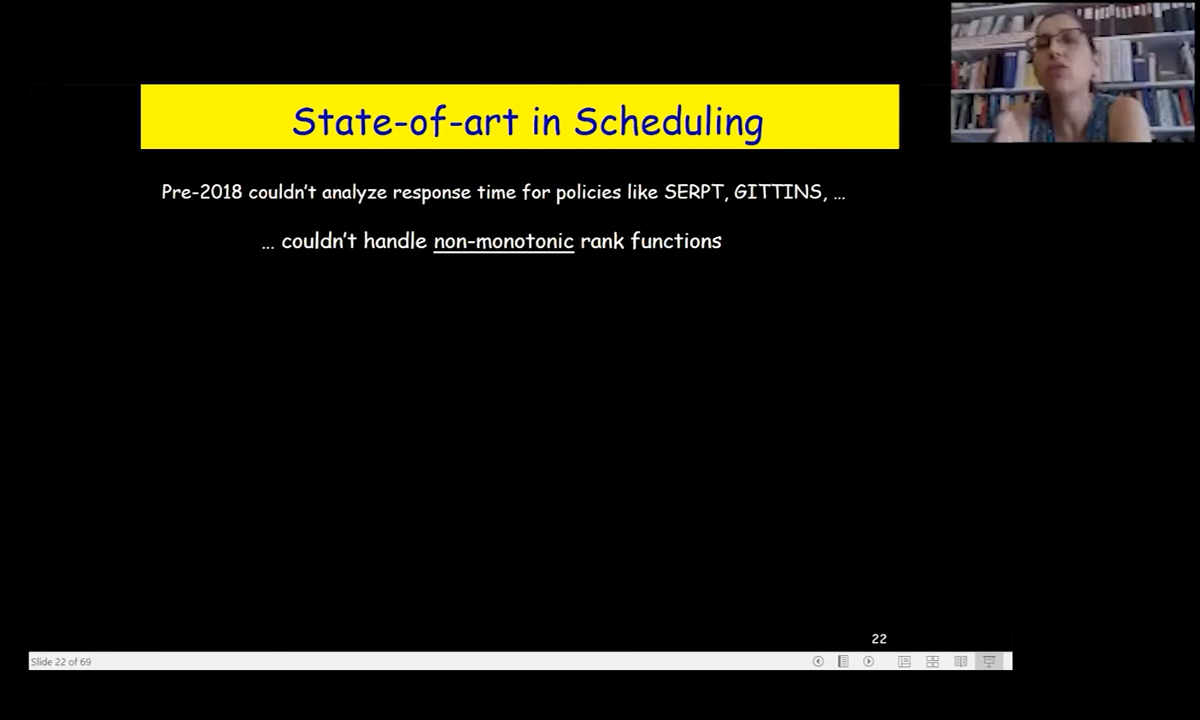 State-of-art in Scheduling
Pre-2018 couldn't analyze response time for policies like SERPT, GITTINS, …
… couldn't handle non-monotonic rank functions
22
Slide 22 of 69